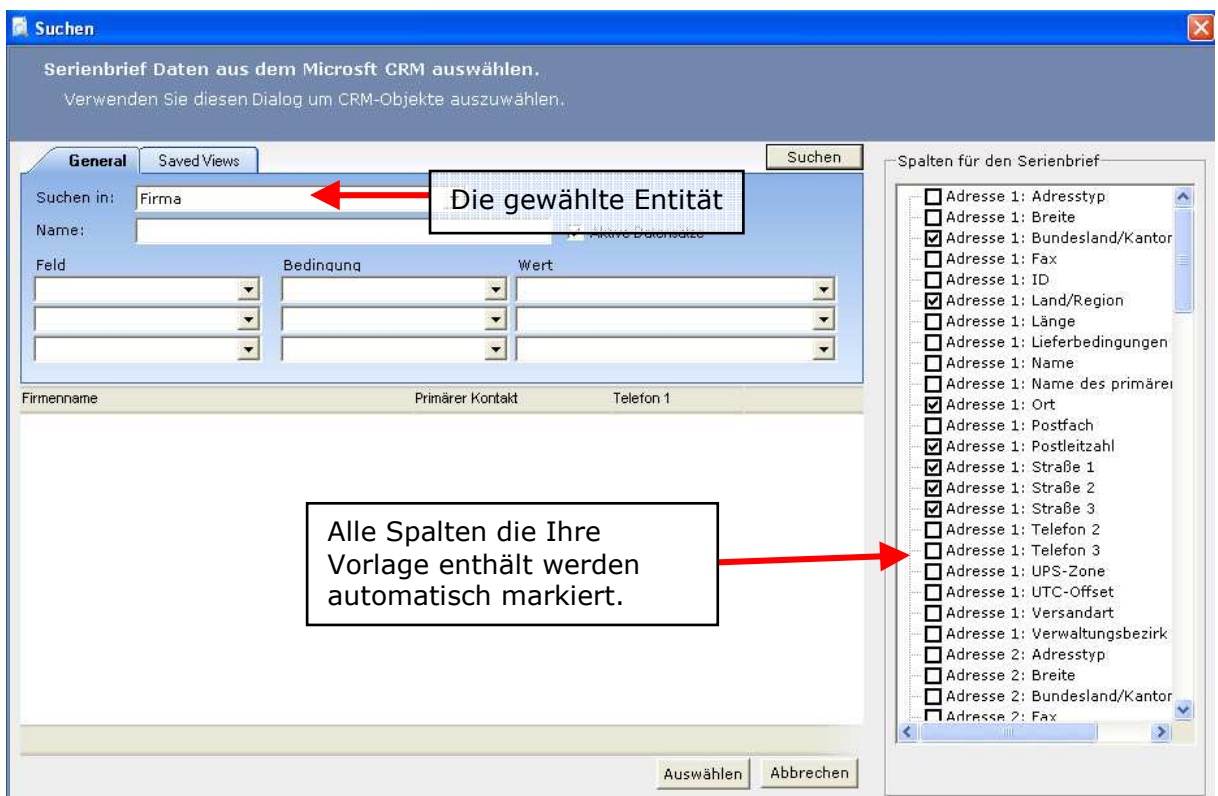 Suchen
Serienbrief Daten aus dem Microsft CRM auswählen.
Verwenden Sie diesen Dialog um CRM-Objekte auszuwählen.
General
Saved Views
Suchen
Suchen in:
Firma
Die gewählte Entität
Name:
Aktive Datensätze
Feld
Bedingung
Wert
Firmenname
Primärer Kontakt
Telefon 1
Alle Spalten die Ihre
Vorlage enthält werden
automatisch markiert.
Auswählen
Abbrechen
Spalten für den Serienbrief
Adresse 1: Adresstyp
Adresse 1: Breite
Adresse 1: Bundesland/Kanton
Adresse 1: Fax
Adresse 1: ID
Adresse 1: Land/Region
Adresse 1: Länge
Adresse 1: Lieferbedingungen
Adresse 1: Name
Adresse 1: Name des primären
Adresse 1: Ort
Adresse 1: Postfach
Adresse 1: Postleitzahl
Adresse 1: Straße 1
Adresse 1: Straße 2
Adresse 1: Straße 3
Adresse 1: Telefon 2
Adresse 1: Telefon 3
Adresse 1: UPS-Zone
Adresse 1: UTC-Offset
Adresse 1: Versandart
Adresse 1: Verwaltungsbezirk
Adresse 2: Adresstyp
Adresse 2: Breite
Adresse 2: Bundesland/Kanton
Adresse 2: Fax